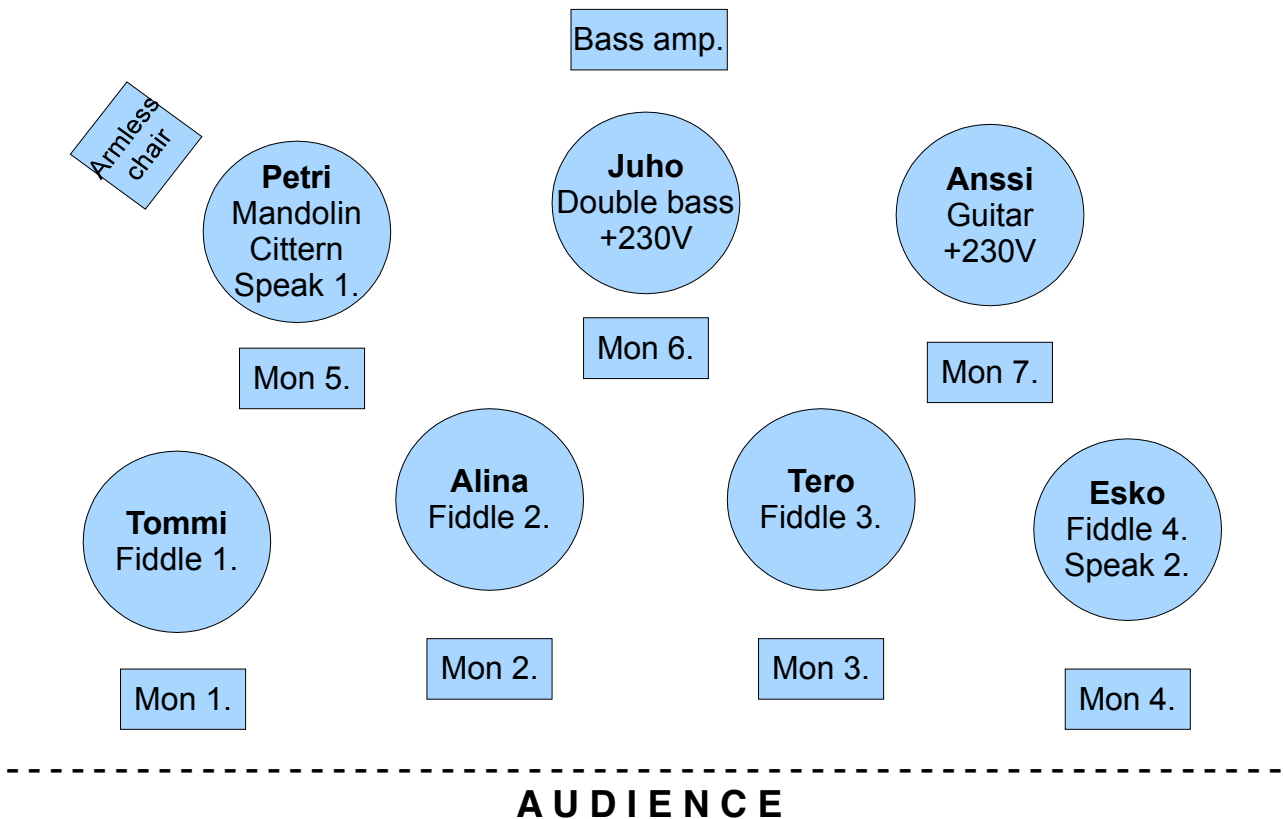 Bass amp.
Armless
chair
Petri
Mandolin
Cittern
Speak 1.
Juho
Double bass
+230V
Anssi
Guitar
+230V
Mon 5.
Mon 6.
Mon 7.
Tommi
Fiddle 1.
Alina
Fiddle 2.
Tero
Fiddle 3.
Esko
Fiddle 4.
Speak 2.
Mon 1.
Mon 2.
Mon 3.
Mon 4.
A U D I E N C E